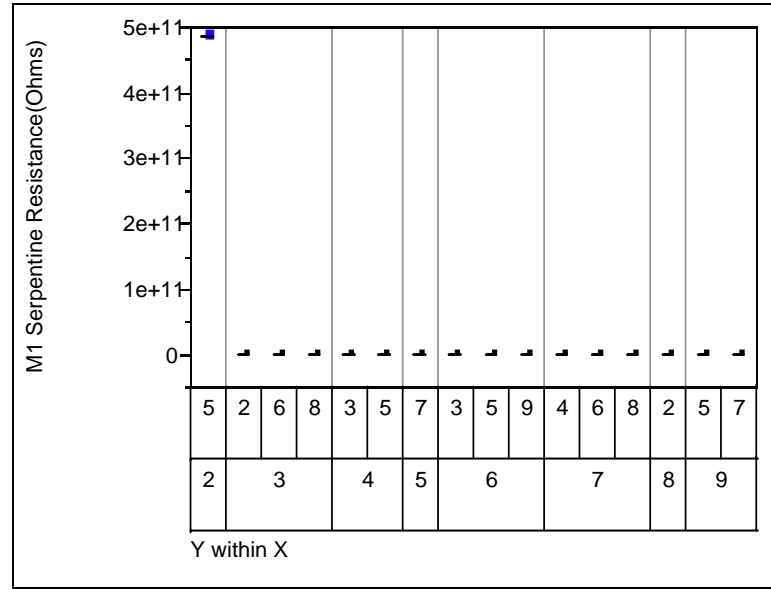 M1 Serpentine Resistance(Ohms)
5e+11
4e+11
3e+11
2e+11
1e+11
0
5 2 6 8 3 5 7 3 5 9 4 6 8 2 5 7
2 3 4 5 6 7 8 9
Y within X